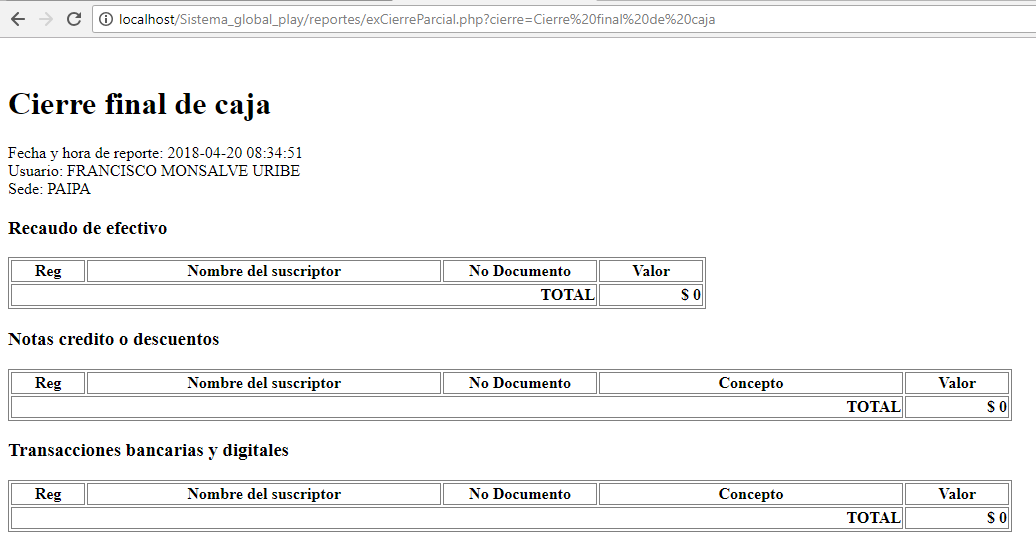 localhost/Sistema_global_play/reportes/exCierreParcial.php?cierre=Cierre%20final%20de%20caja
Cierre final de caja
Fecha y hora de reporte: 2018-04-20 08:34:51
Usuario: FRANCISCO MONSALVE URIBE
Sede: PAIPA
Recaudo de efectivo
Reg Nombre del suscriptor No Documento Valor
TOTAL $ 0
Notas credito o descuentos
Reg Nombre del suscriptor No Documento Concepto Valor
TOTAL $ 0
Transacciones bancarias y digitales
Reg Nombre del suscriptor No Documento Concepto Valor
TOTAL $ 0